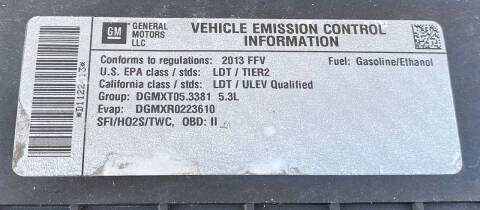 GM GENERAL MOTORS LLC
VEHICLE EMISSION CONTROL
INFORMATION
Conforms to regulations: 2013 FFV Fuel: Gasoline/Ethanol
U.S. EPA class / stds: LDT / TIER2
California class / stds: LDT / ULEV Qualified
Group: DGMXT05.3381 5.3L
Evap: DGMXR0223610
SFI/HO2S/TWC, OBD: II
*D1122-13*